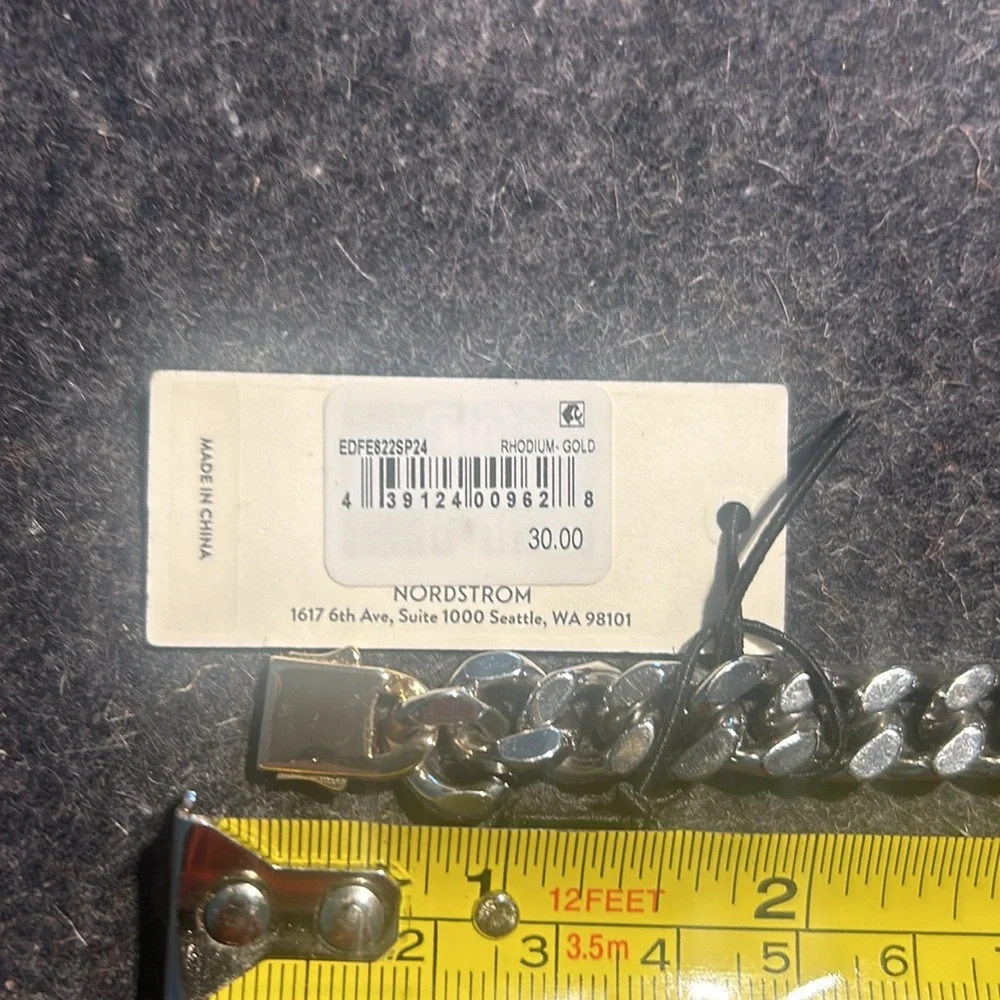 MADE IN CHINA
EDFE822SP24 RHODIUM- GOLD
4 39124 00962 8
30.00
NORDSTROM
1617 6th Ave, Suite 1000 Seattle, WA 98101
1 12FEET 2
2 3 3.5m 4 5 6